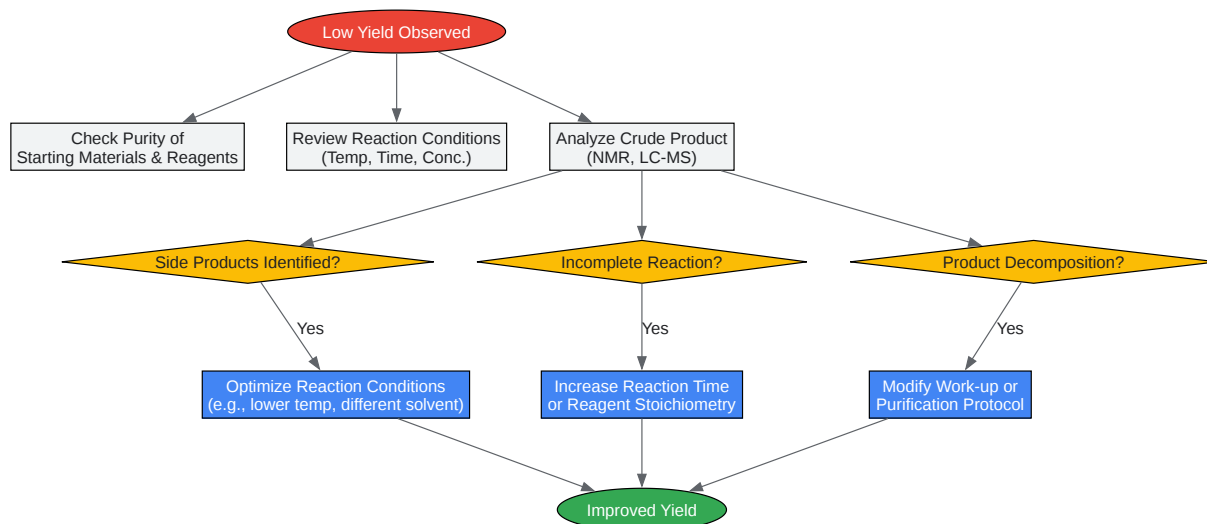 Low Yield Observed
Check Purity of
Starting Materials & Reagents
Review Reaction Conditions
(Temp, Time, Conc.)
Analyze Crude Product
(NMR, LC-MS)
Side Products Identified?
Incomplete Reaction?
Product Decomposition?
Yes
Yes
Yes
Optimize Reaction Conditions
(e.g., lower temp, different solvent)
Increase Reaction Time
or Reagent Stoichiometry
Modify Work-up or
Purification Protocol
Improved Yield